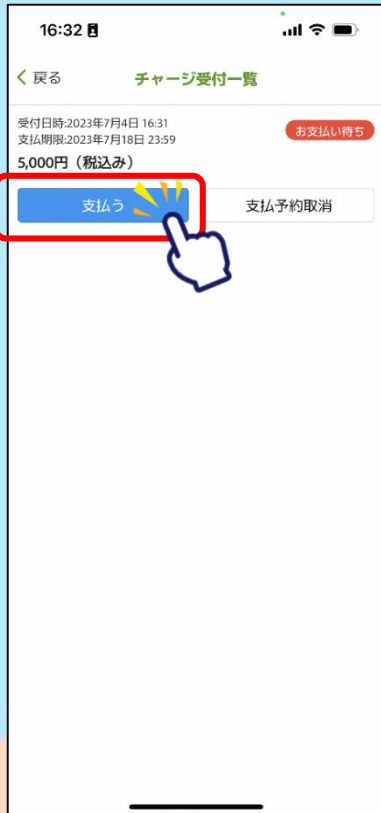 16:32
戻る チャージ受付一覧
受付日時:2023年7月4日 16:31
支払期限:2023年7月18日 23:59
お支払い待ち
5,000円（税込み）
支払う 支払予約取消